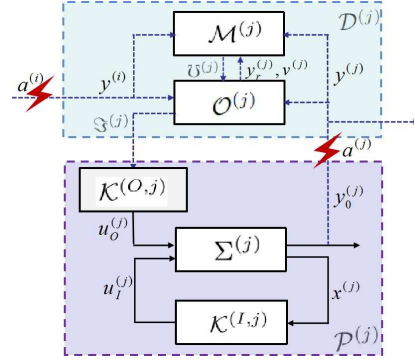 𝒟^(j)
ℳ^(j)
a^(i) y^(i) ℧^(j) y_r^(j), v^(j) y^(j)
𝒪^(j)
ℑ^(j)
a^(j)
𝒦^(O,j)
y_0^(j)
u_O^(j)
Σ^(j)
u_I^(j) x^(j)
𝒦^(I,j)
𝒫^(j)